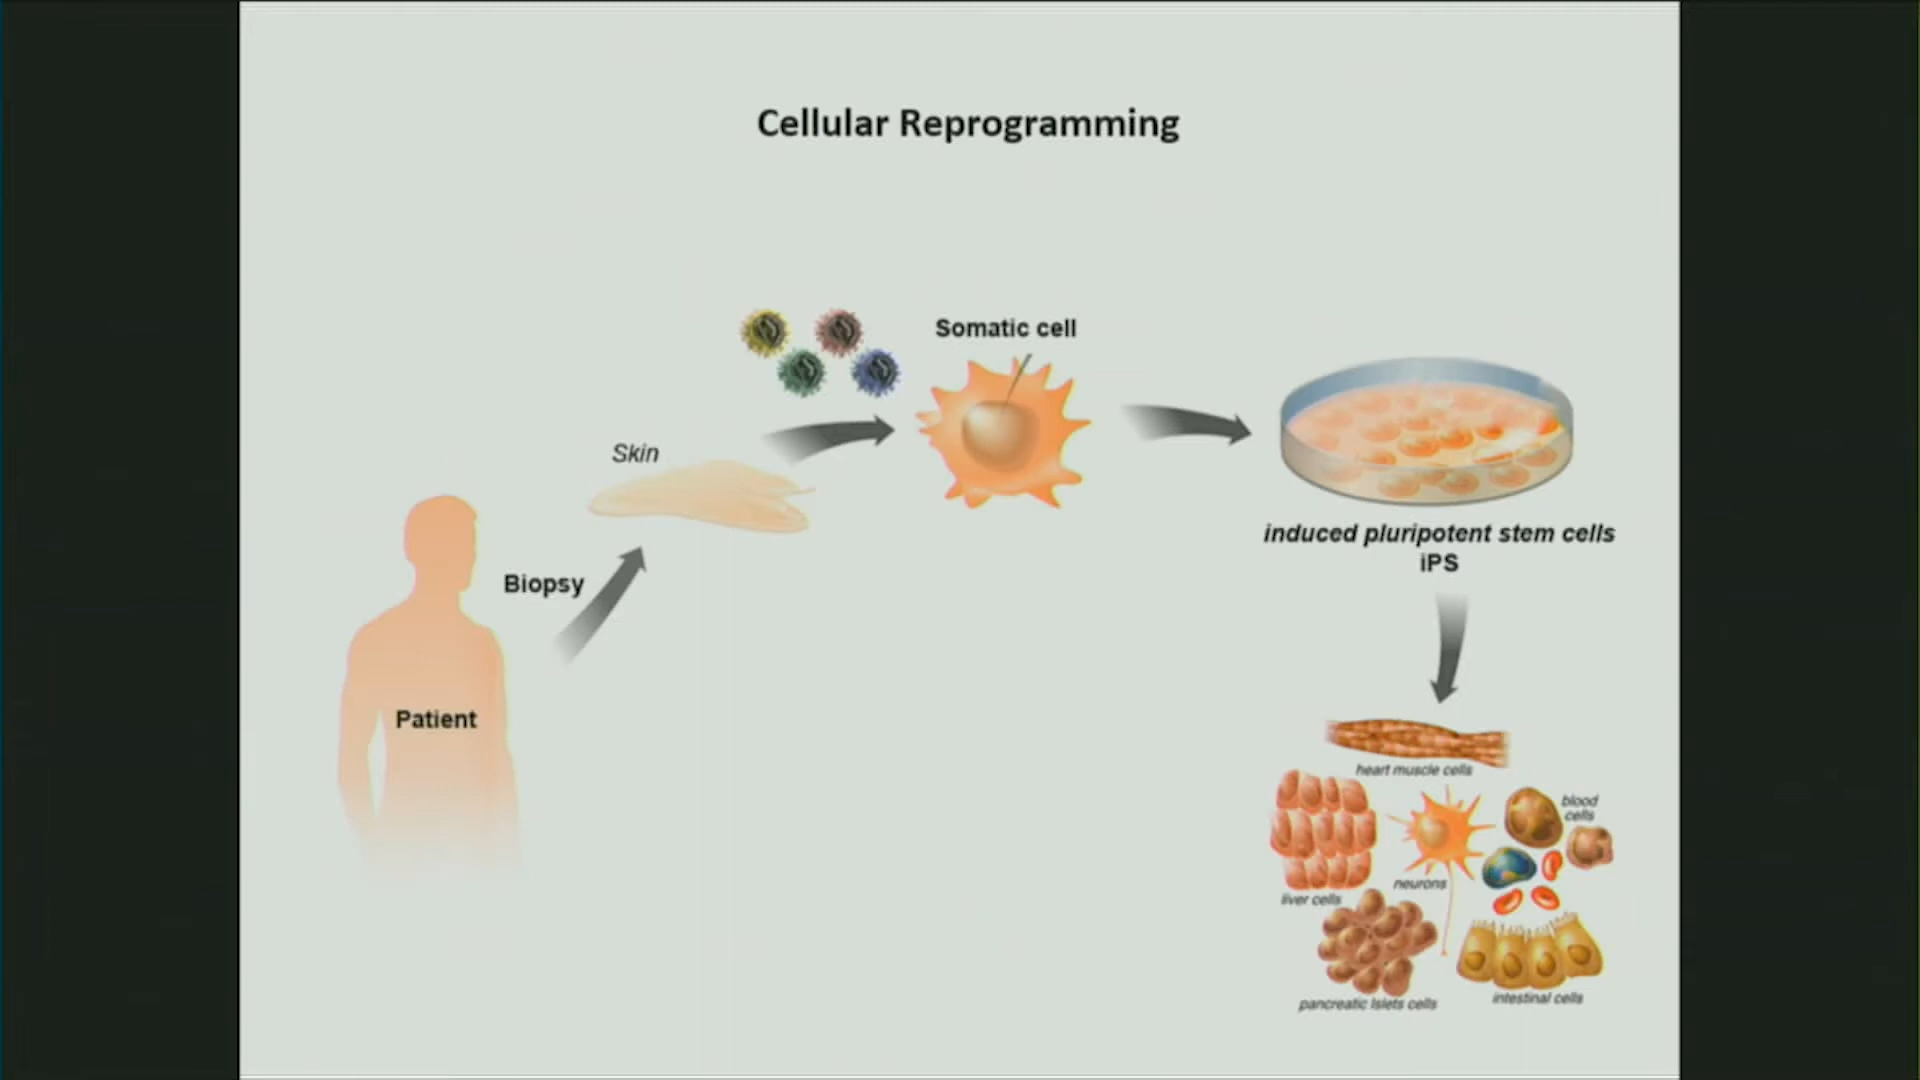 Cellular Reprogramming
Somatic cell
Skin
Biopsy
Patient
induced pluripotent stem cells
iPS
heart muscle cells
blood
cells
neurons
liver cells
pancreatic Islets cells
intestinal cells